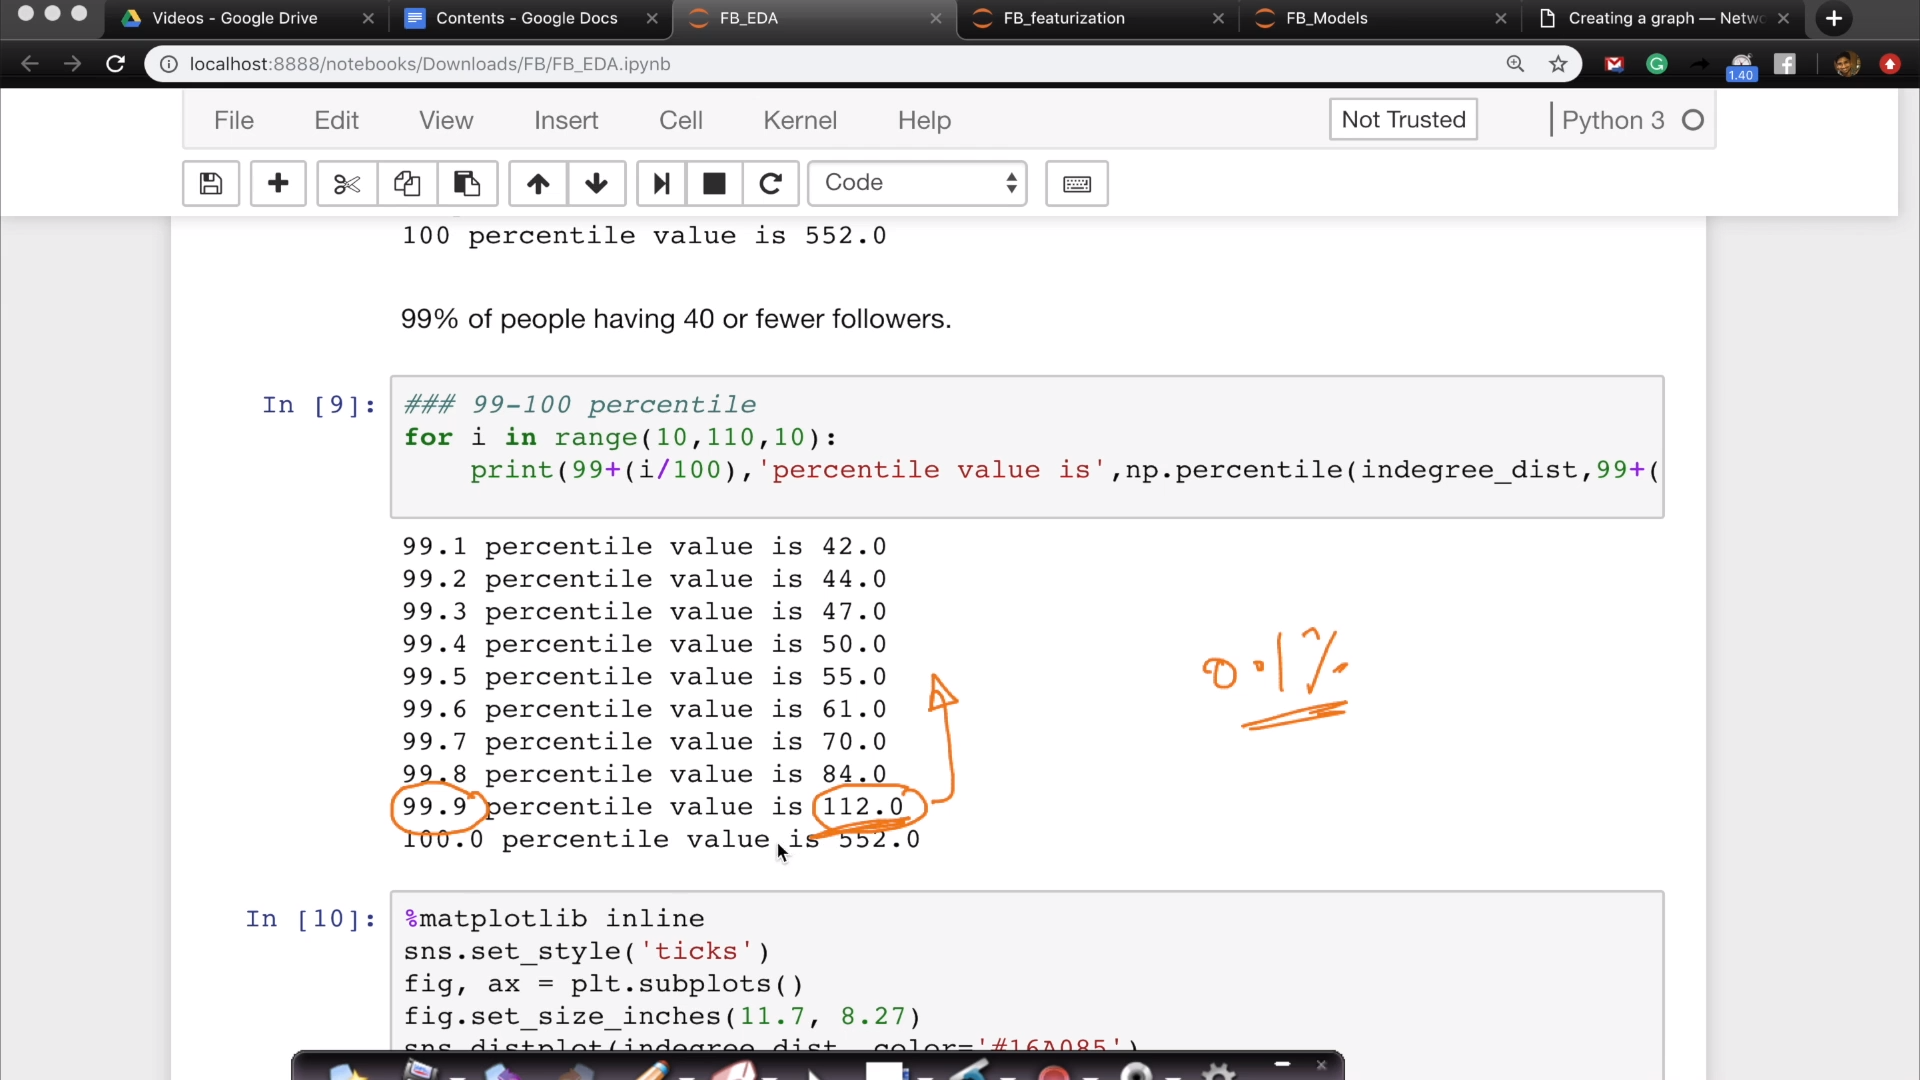 Videos - Google Drive
Contents - Google Docs
FB_EDA
FB_featurization
FB_Models
Creating a graph — Netw
localhost:8888/notebooks/Downloads/FB/FB_EDA.ipynb
1.40
File Edit View Insert Cell Kernel Help Not Trusted Python 3
Code
100 percentile value is 552.0
99% of people having 40 or fewer followers.
In [9]:
### 99-100 percentile
for i in range(10,110,10):
print(99+(i/100),'percentile value is',np.percentile(indegree_dist,99+(
99.1 percentile value is 42.0
99.2 percentile value is 44.0
99.3 percentile value is 47.0
99.4 percentile value is 50.0
99.5 percentile value is 55.0
99.6 percentile value is 61.0
0.1%
99.7 percentile value is 70.0
99.8 percentile value is 84.0
99.9 percentile value is 112.0
100.0 percentile value is 552.0
In [10]:
%matplotlib inline
sns.set_style('ticks')
fig, ax = plt.subplots()
fig.set_size_inches(11.7, 8.27)
sns.distplot(indegree_dist, color='#16A085')